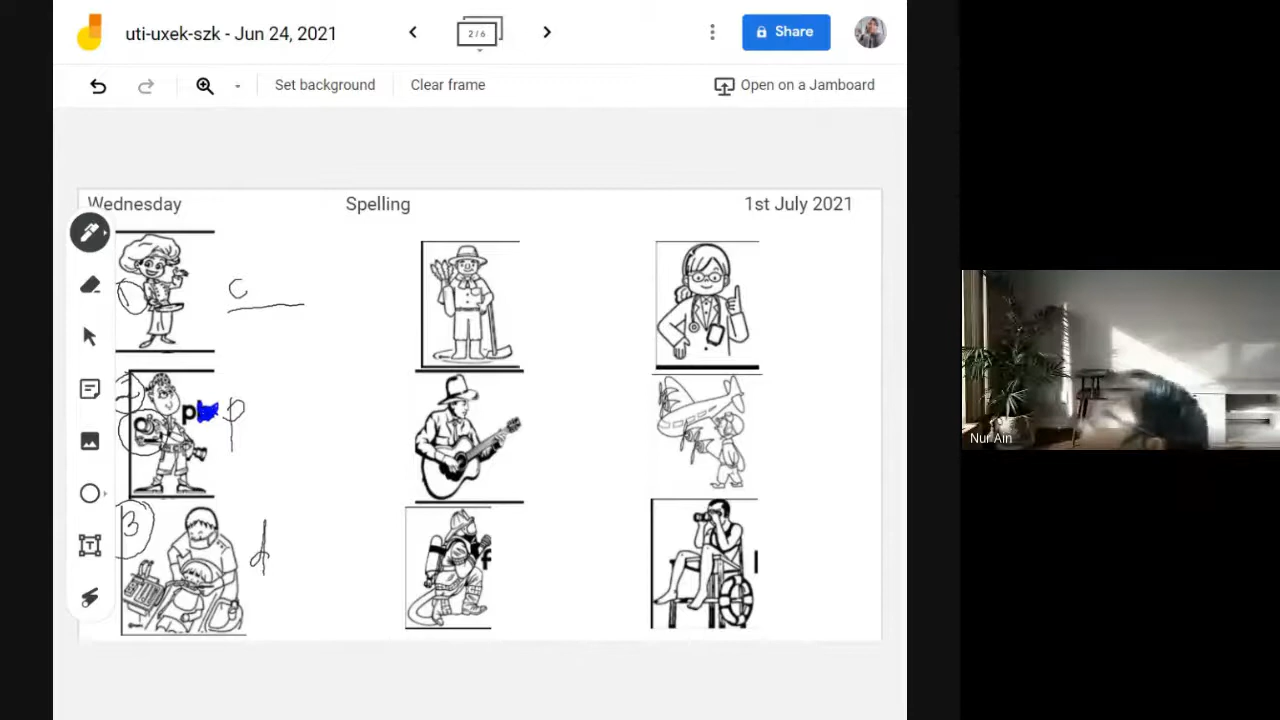 uti-uxek-szk - Jun 24, 2021
2/6
Share
Set background
Clear frame
Open on a Jamboard
Wednesday Spelling 1st July 2021
c
p p
3 d
f
l
Nur Ain